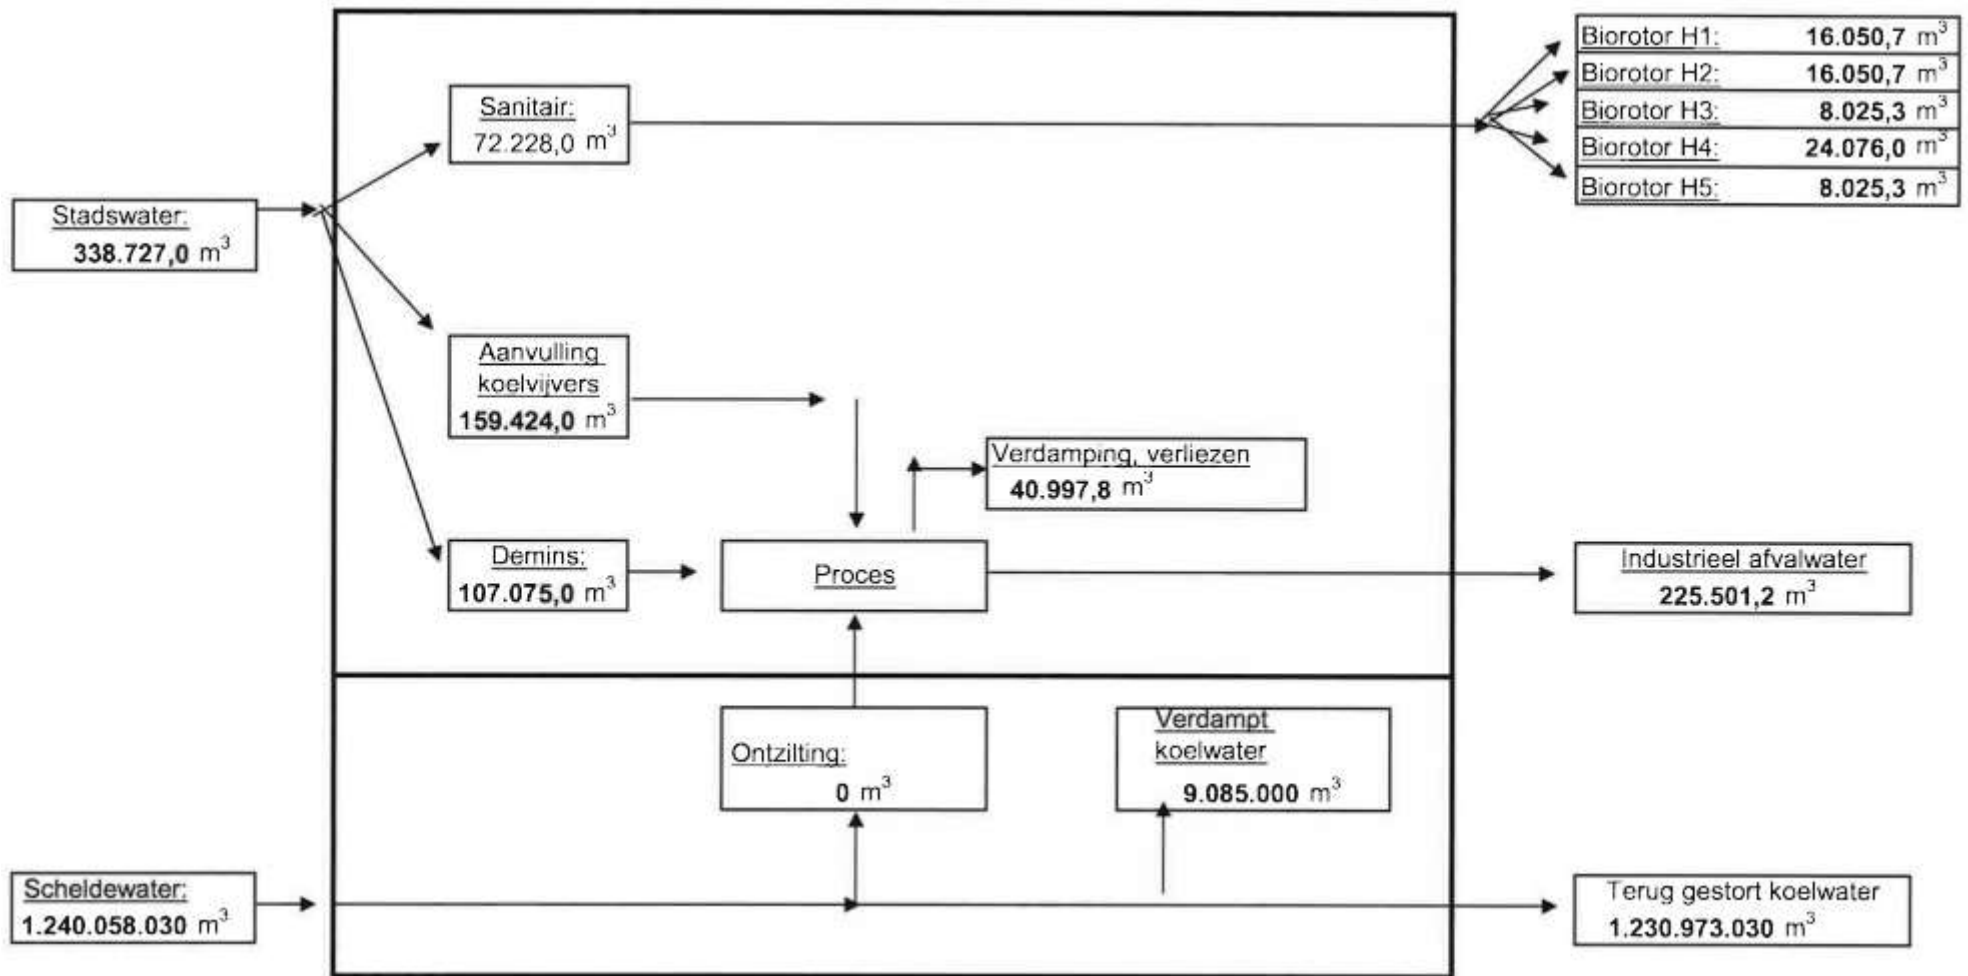 Stadswater:
338.727,0 m³
Sanitair:
72.228,0 m³
Biorotor H1: 16.050,7 m³
Biorotor H2: 16.050,7 m³
Biorotor H3: 8.025,3 m³
Biorotor H4: 24.076,0 m³
Biorotor H5: 8.025,3 m³
Aanvulling
koelvijvers
159.424,0 m³
Verdamping, verliezen
40.997,8 m³
Demins:
107.075,0 m³
Proces
Industrieel afvalwater
225.501,2 m³
Ontzilting:
0 m³
Verdampt
koelwater
9.085.000 m³
Scheldewater:
1.240.058.030 m³
Terug gestort koelwater
1.230.973.030 m³